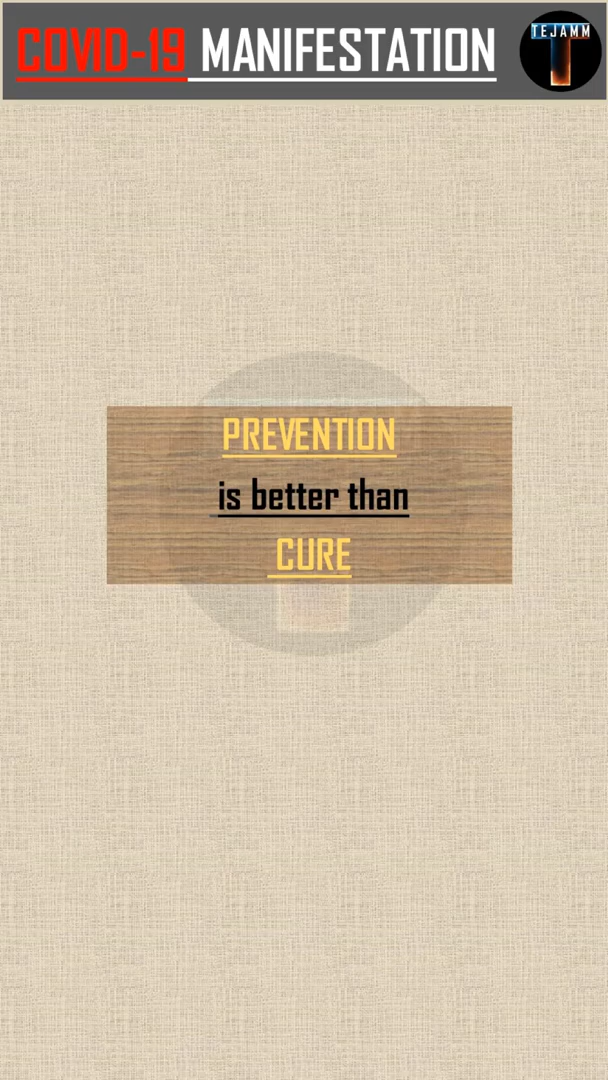 COVID-19 MANIFESTATION
TEJAMM
T
PREVENTION
is better than
CURE